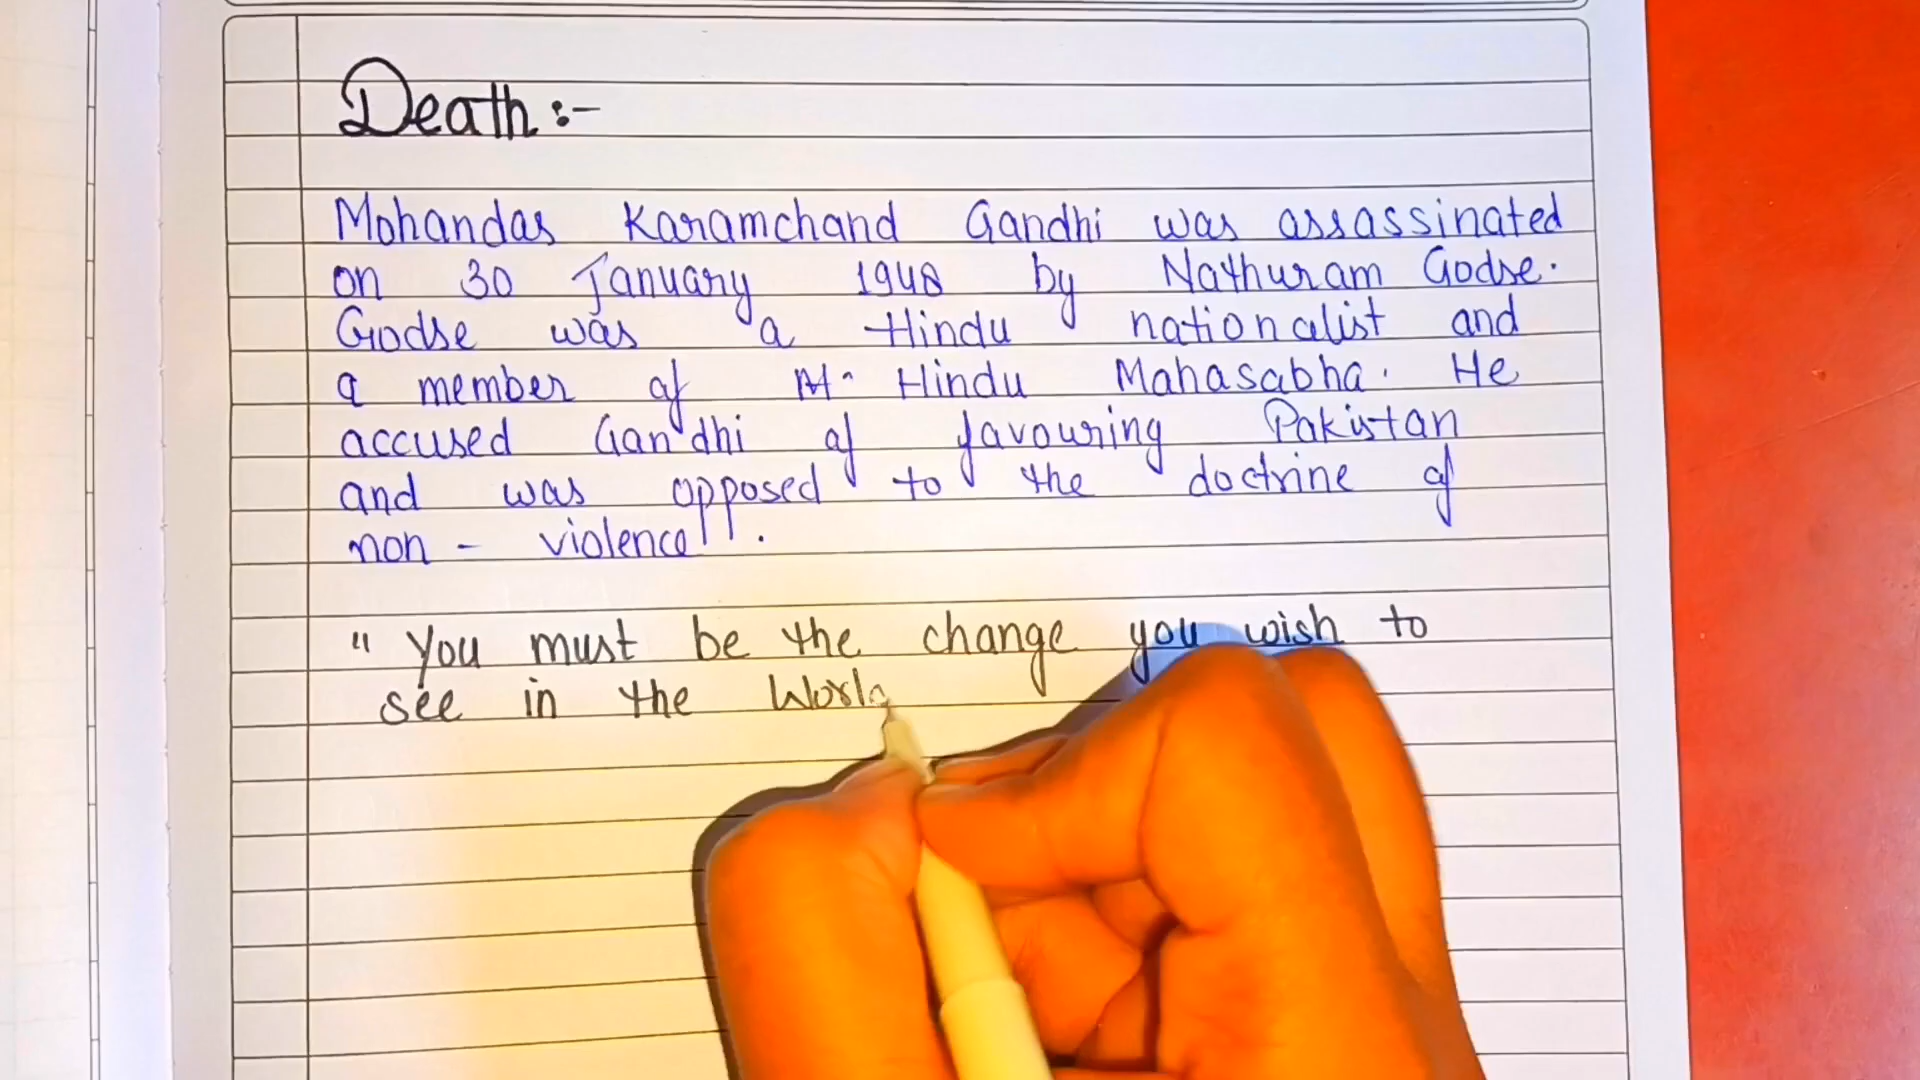 Death :-
Mohandas Karamchand Gandhi was assassinated
on 30 January 1948 by Nathuram Godse.
Godse was a Hindu nationalist and
a member of Hindu Mahasabha. He
accused Gandhi of favouring Pakistan
and was opposed to the doctrine of
non - violence.
" You must be the change you wish to
see in the